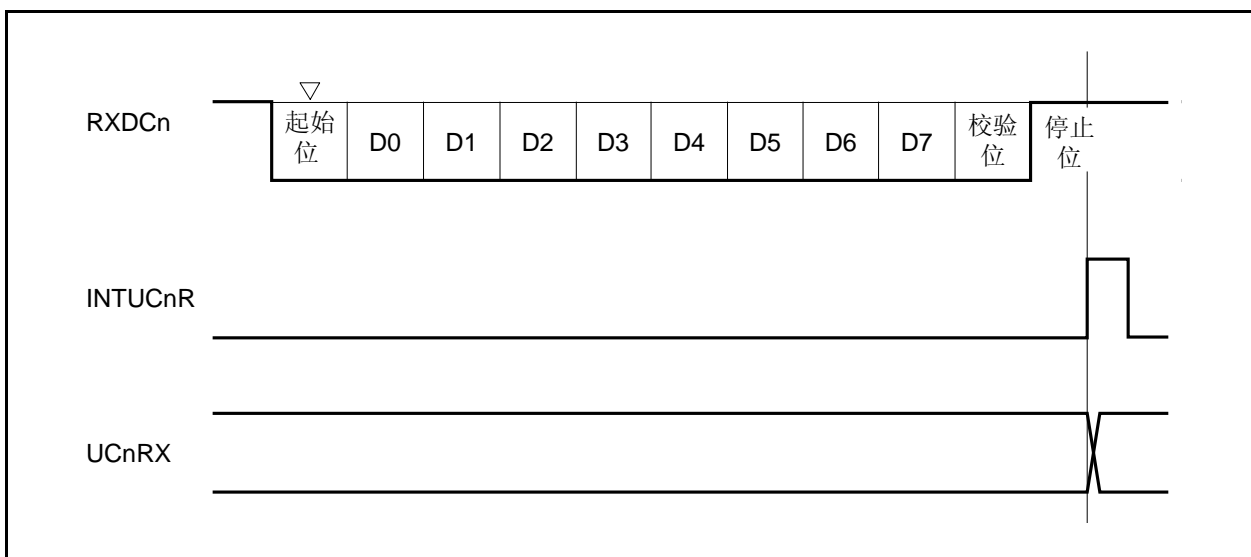 RXDCn
起始
位
D0
D1
D2
D3
D4
D5
D6
D7
校验
位
停止
位
INTUCnR
UCnRX